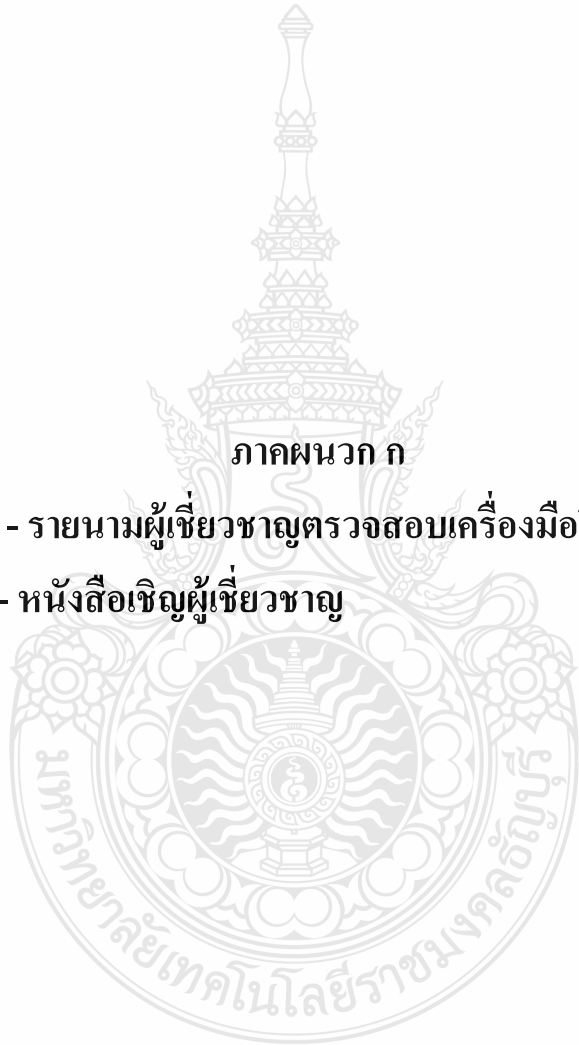 ภาคผนวก ก
- รายนามผู้เชี่ยวชาญตรวจสอบเครื่องมือ
- หนังสือเชิญผู้เชี่ยวชาญ
มหาวิทยาลัยเทคโนโลยีราชมงคลธัญบุรี